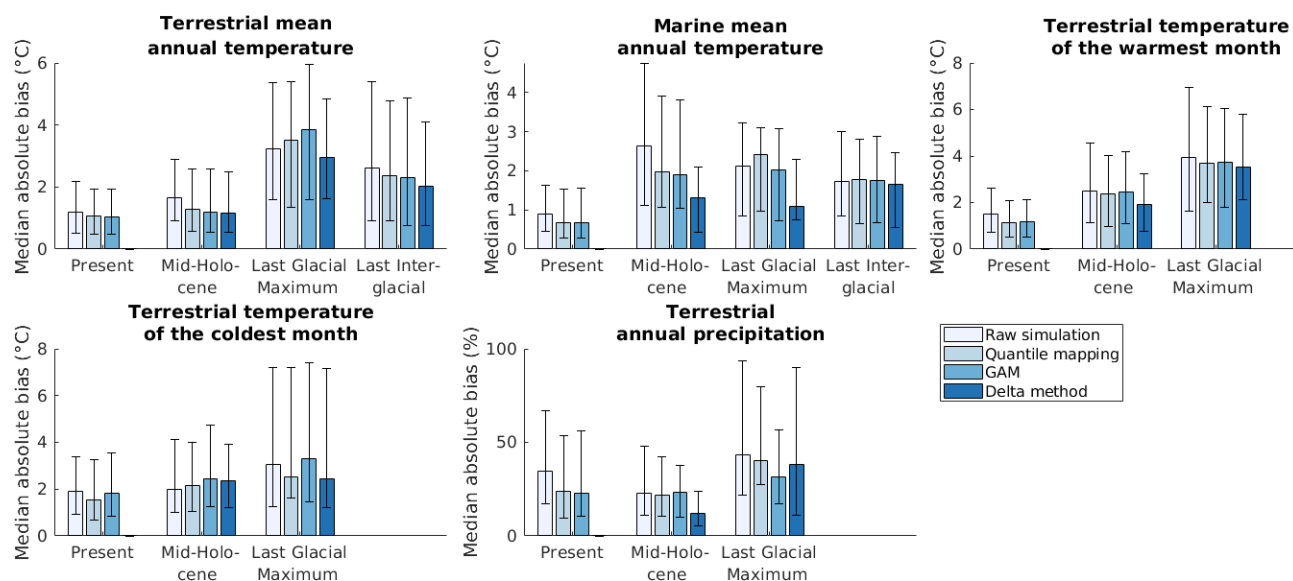 Terrestrial mean
annual temperature
Median absolute bias (°C)
6
4
2
0
Present
Mid-Holo-
cene
Last Glacial
Maximum
Last Inter-
glacial
Marine mean
annual temperature
Median absolute bias (°C)
4
3
2
1
0
Present
Mid-Holo-
cene
Last Glacial
Maximum
Last Inter-
glacial
Terrestrial temperature
of the warmest month
Median absolute bias (°C)
8
6
4
2
0
Present
Mid-Holo-
cene
Last Glacial
Maximum
Terrestrial temperature
of the coldest month
Median absolute bias (°C)
8
6
4
2
0
Present
Mid-Holo-
cene
Last Glacial
Maximum
Terrestrial
annual precipitation
Median absolute bias (%)
100
50
0
Present
Mid-Holo-
cene
Last Glacial
Maximum
Raw simulation
Quantile mapping
GAM
Delta method